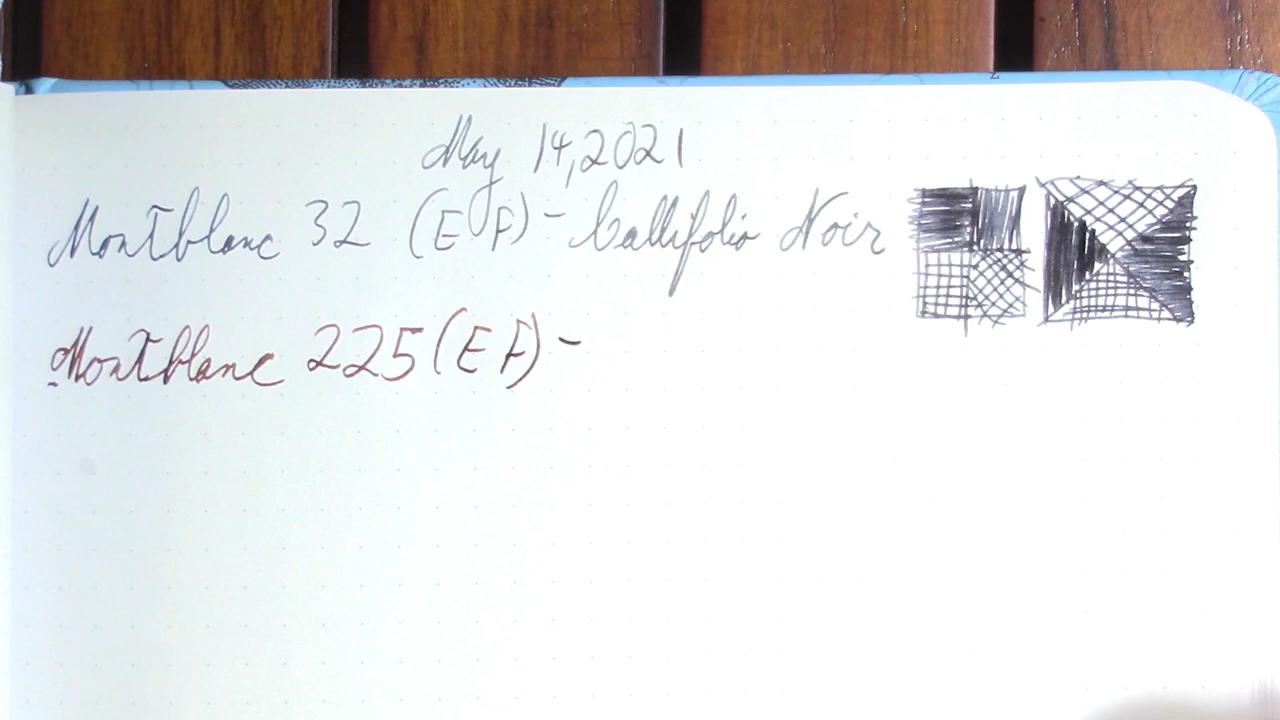 May 14, 2021
Montblanc 32 (EF) - Callifolio Noir
Montblanc 225 (EF) -